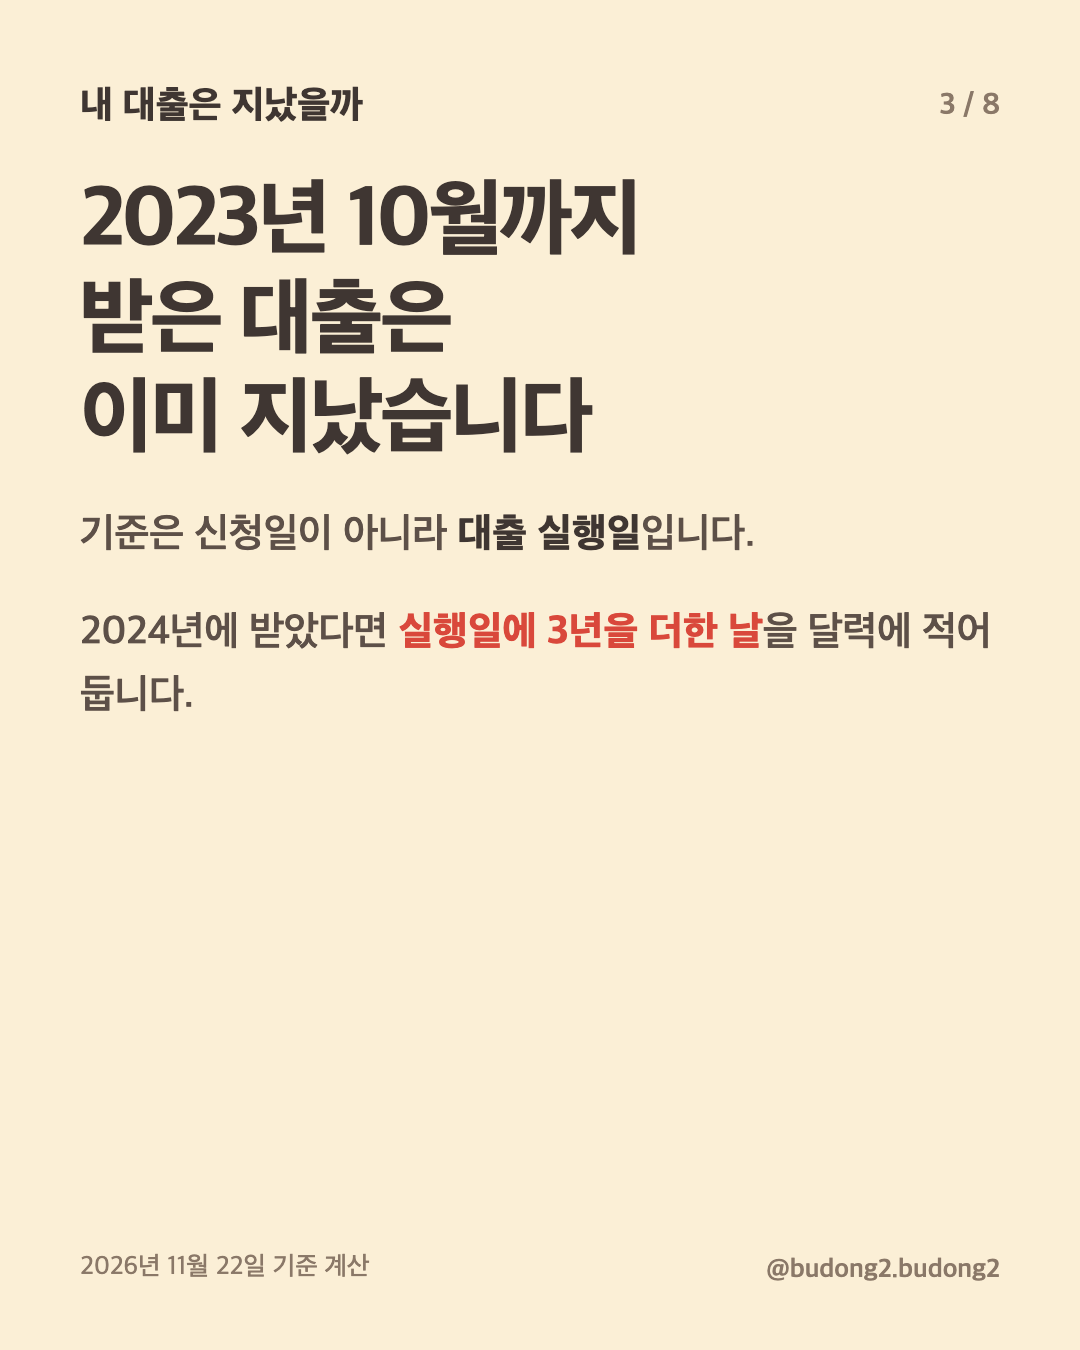 내 대출은 지났을까
3 / 8
2023년 10월까지
받은 대출은
이미 지났습니다
기준은 신청일이 아니라 대출 실행일입니다.
2024년에 받았다면 실행일에 3년을 더한 날을 달력에 적어
둡니다.
2026년 11월 22일 기준 계산
@budong2.budong2